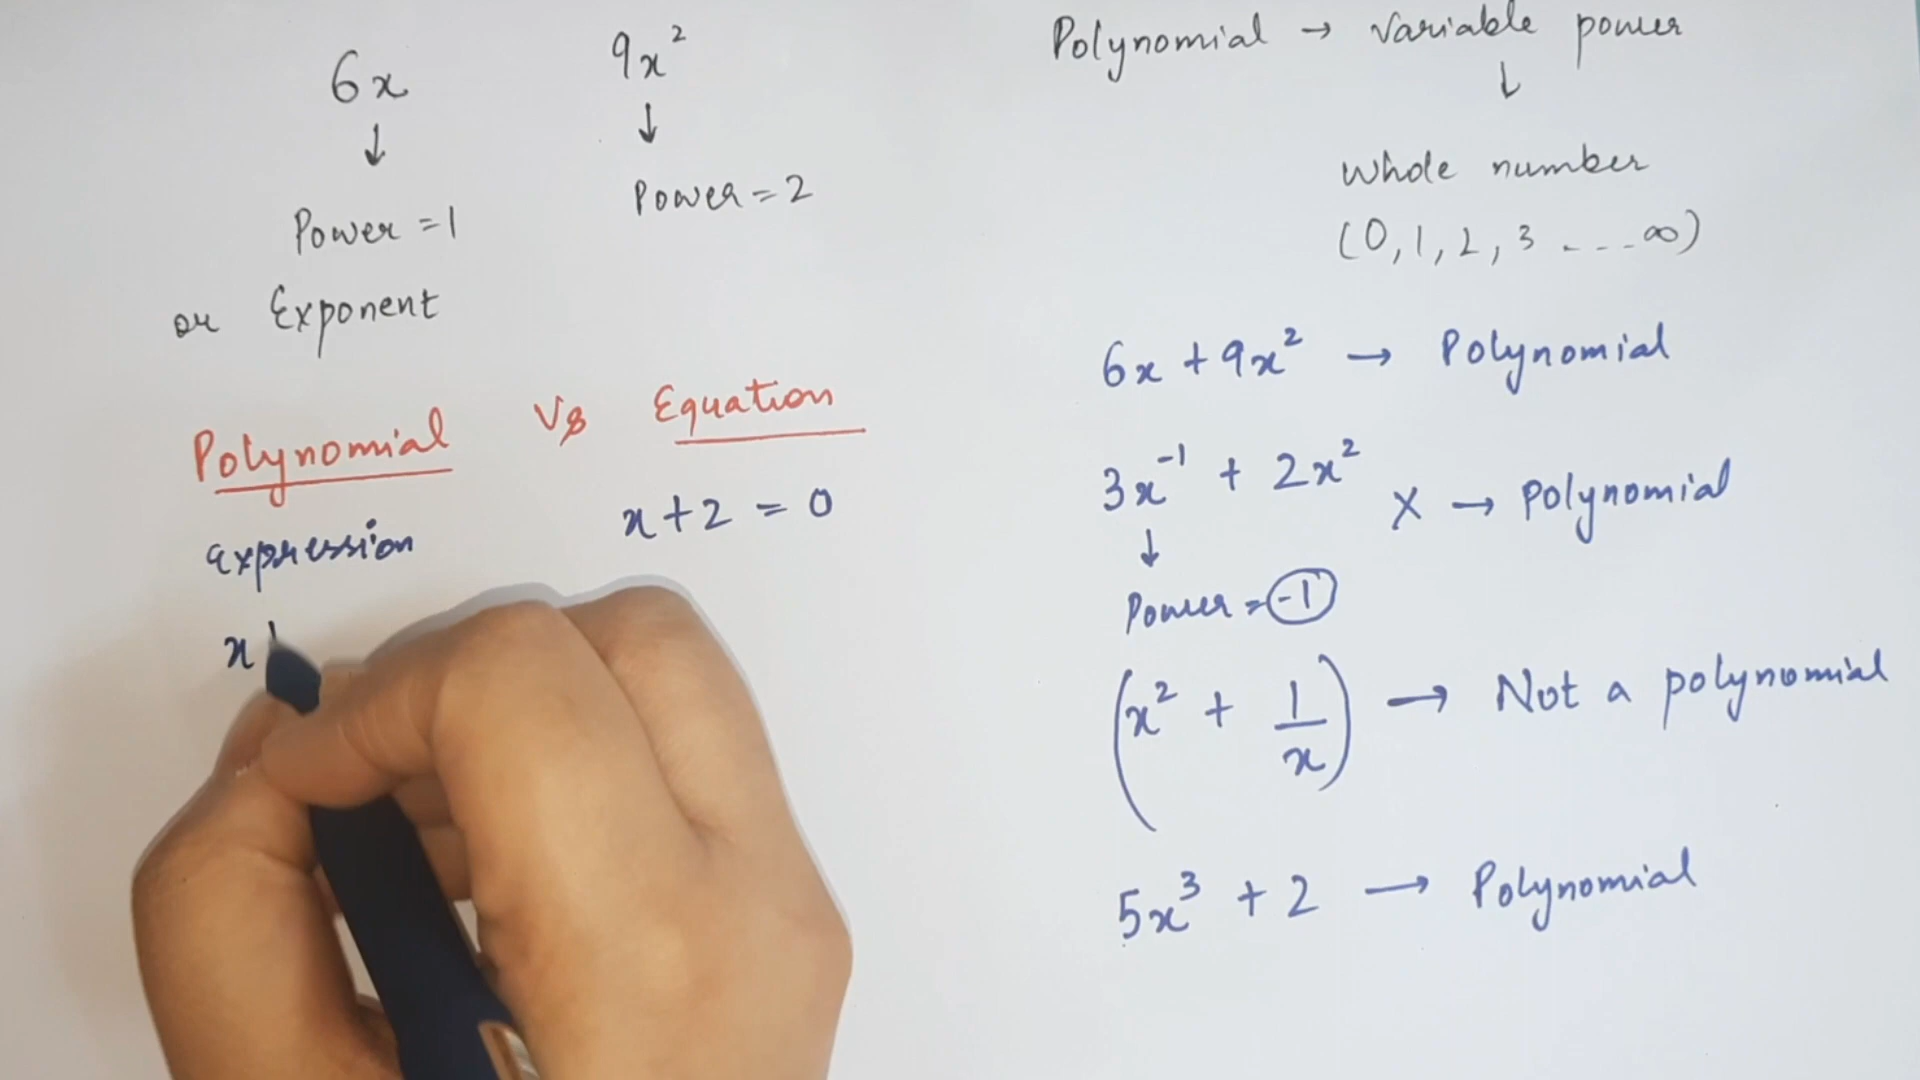 6x
9x²
↓
↓
Power = 1
Power = 2
or Exponent
Polynomial Vs Equation
expression
x + 2 = 0
x
Polynomial → variable power
↓
Whole number
(0, 1, 2, 3 - - - - ∞)
6x + 9x² → Polynomial
3x⁻¹ + 2x² X → Polynomial
↓
Power = -1
(x² + 1/x) → Not a polynomial
5x³ + 2 → Polynomial